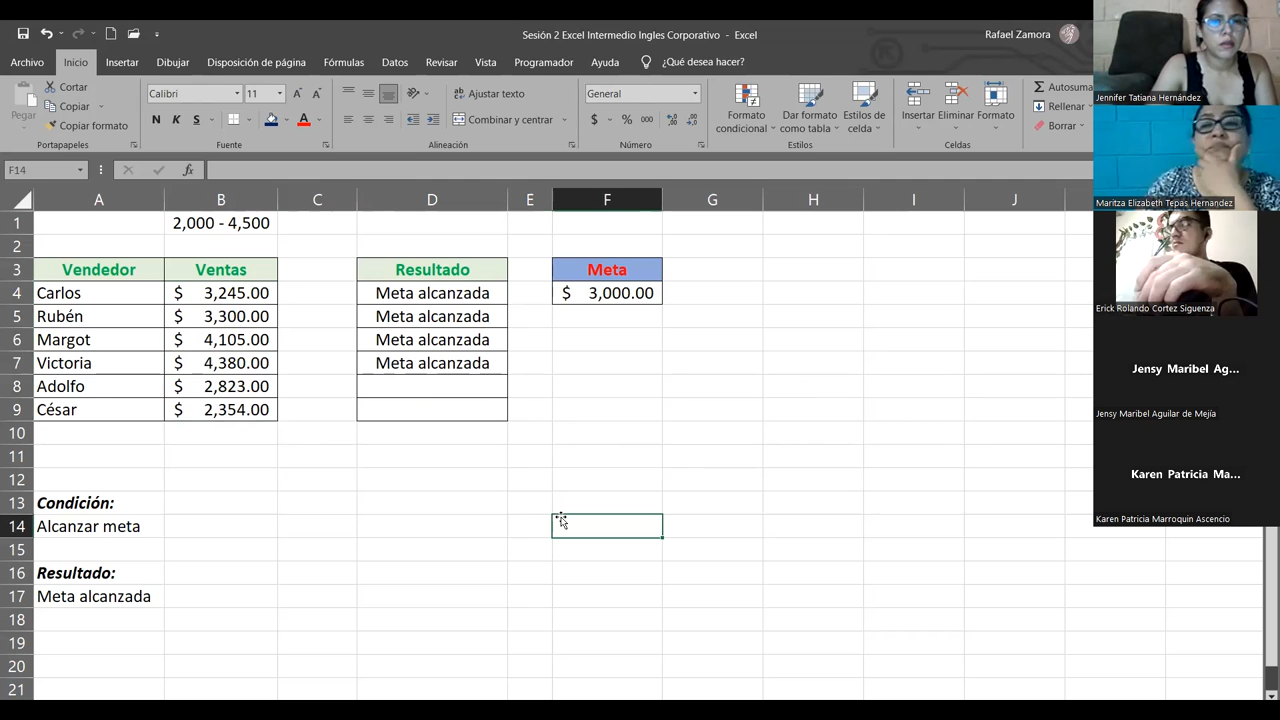 Sesión 2 Excel Intermedio Ingles Corporativo - Excel
Rafael Zamora
Archivo Inicio Insertar Dibujar Disposición de página Fórmulas Datos Revisar Vista Programador Ayuda ¿Qué desea hacer?
Pegar
Cortar
Copiar
Copiar formato
Portapapeles
Calibri 11
N K S
Fuente
Ajustar texto
Combinar y centrar
Alineación
General
$ % 000
Número
Formato condicional
Dar formato como tabla
Estilos de celda
Estilos
Insertar Eliminar Formato
Celdas
Autosuma
Rellenar
Borrar
F14
fx
A B C D E F G H I J
1 2,000 - 4,500
2
3 Vendedor Ventas Resultado Meta
4 Carlos $ 3,245.00 Meta alcanzada $ 3,000.00
5 Rubén $ 3,300.00 Meta alcanzada
6 Margot $ 4,105.00 Meta alcanzada
7 Victoria $ 4,380.00 Meta alcanzada
8 Adolfo $ 2,823.00
9 César $ 2,354.00
10
11
12
13 Condición:
14 Alcanzar meta
15
16 Resultado:
17 Meta alcanzada
18
19
20
21
Jennifer Tatiana Hernández
Maritza Elizabeth Tepás Hernandez
Erick Rolando Cortez Siguenza
Jensy Maribel Ag...
Jensy Maribel Aguilar de Mejía
Karen Patricia Ma...
Karen Patricia Marroquin Ascencio